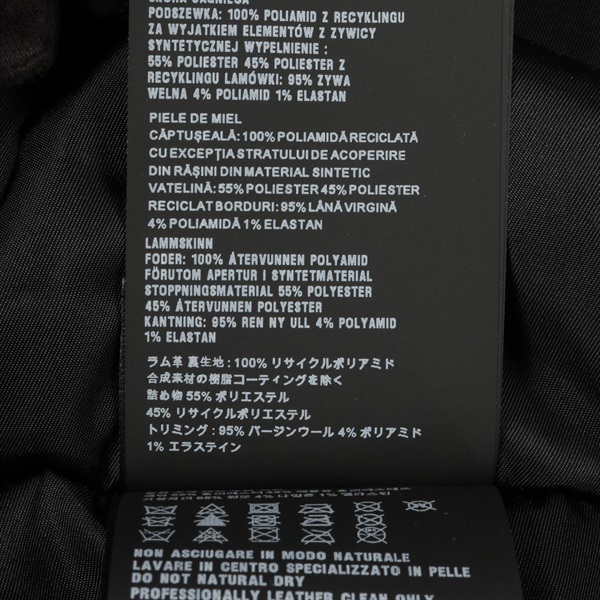 SKÓRA JAGNIĘCA
PODSZEWKA: 100% POLIAMID Z RECYKLINGU
ZA WYJATKIEM ELEMENTÓW Z ZYWICY
SYNTETYCZNEJ WYPEŁNIENIE :
55% POLIESTER 45% POLIESTER Z
RECYKLINGU LAMÓWKI: 95% ZYWA
WEŁNA 4% POLIAMID 1% ELASTAN
PIELE DE MIEL
CĂPTUȘEALĂ: 100% POLIAMIDĂ RECICLATĂ
CU EXCEPȚIA STRATULUI DE ACOPERIRE
DIN RĂȘINI DIN MATERIAL SINTETIC
VATELINĂ: 55% POLIESTER 45% POLIESTER
RECICLAT BORDURI: 95% LÂNĂ VIRGINĂ
4% POLIAMIDĂ 1% ELASTAN
LAMMSKINN
FODER: 100% ÅTERVUNNEN POLYAMID
FÖRUTOM APERTUR I SYNTETMATERIAL
STOPPNINGSMATERIAL 55% POLYESTER
45% ÅTERVUNNEN POLYESTER
KANTNING: 95% REN NY ULL 4% POLYAMID
1% ELASTAN
ラム革 裏生地 : 100% リサイクルポリアミド
合成素材の樹脂コーティングを除く
詰め物 55% ポリエステル
45% リサイクルポリエステル
トリミング : 95% バージンウール 4% ポリアミド
1% エラステイン
NON ASCIUGARE IN MODO NATURALE
LAVARE IN CENTRO SPECIALIZZATO IN PELLE
DO NOT NATURAL DRY
PROFESSIONALLY LEATHER CLEAN ONLY